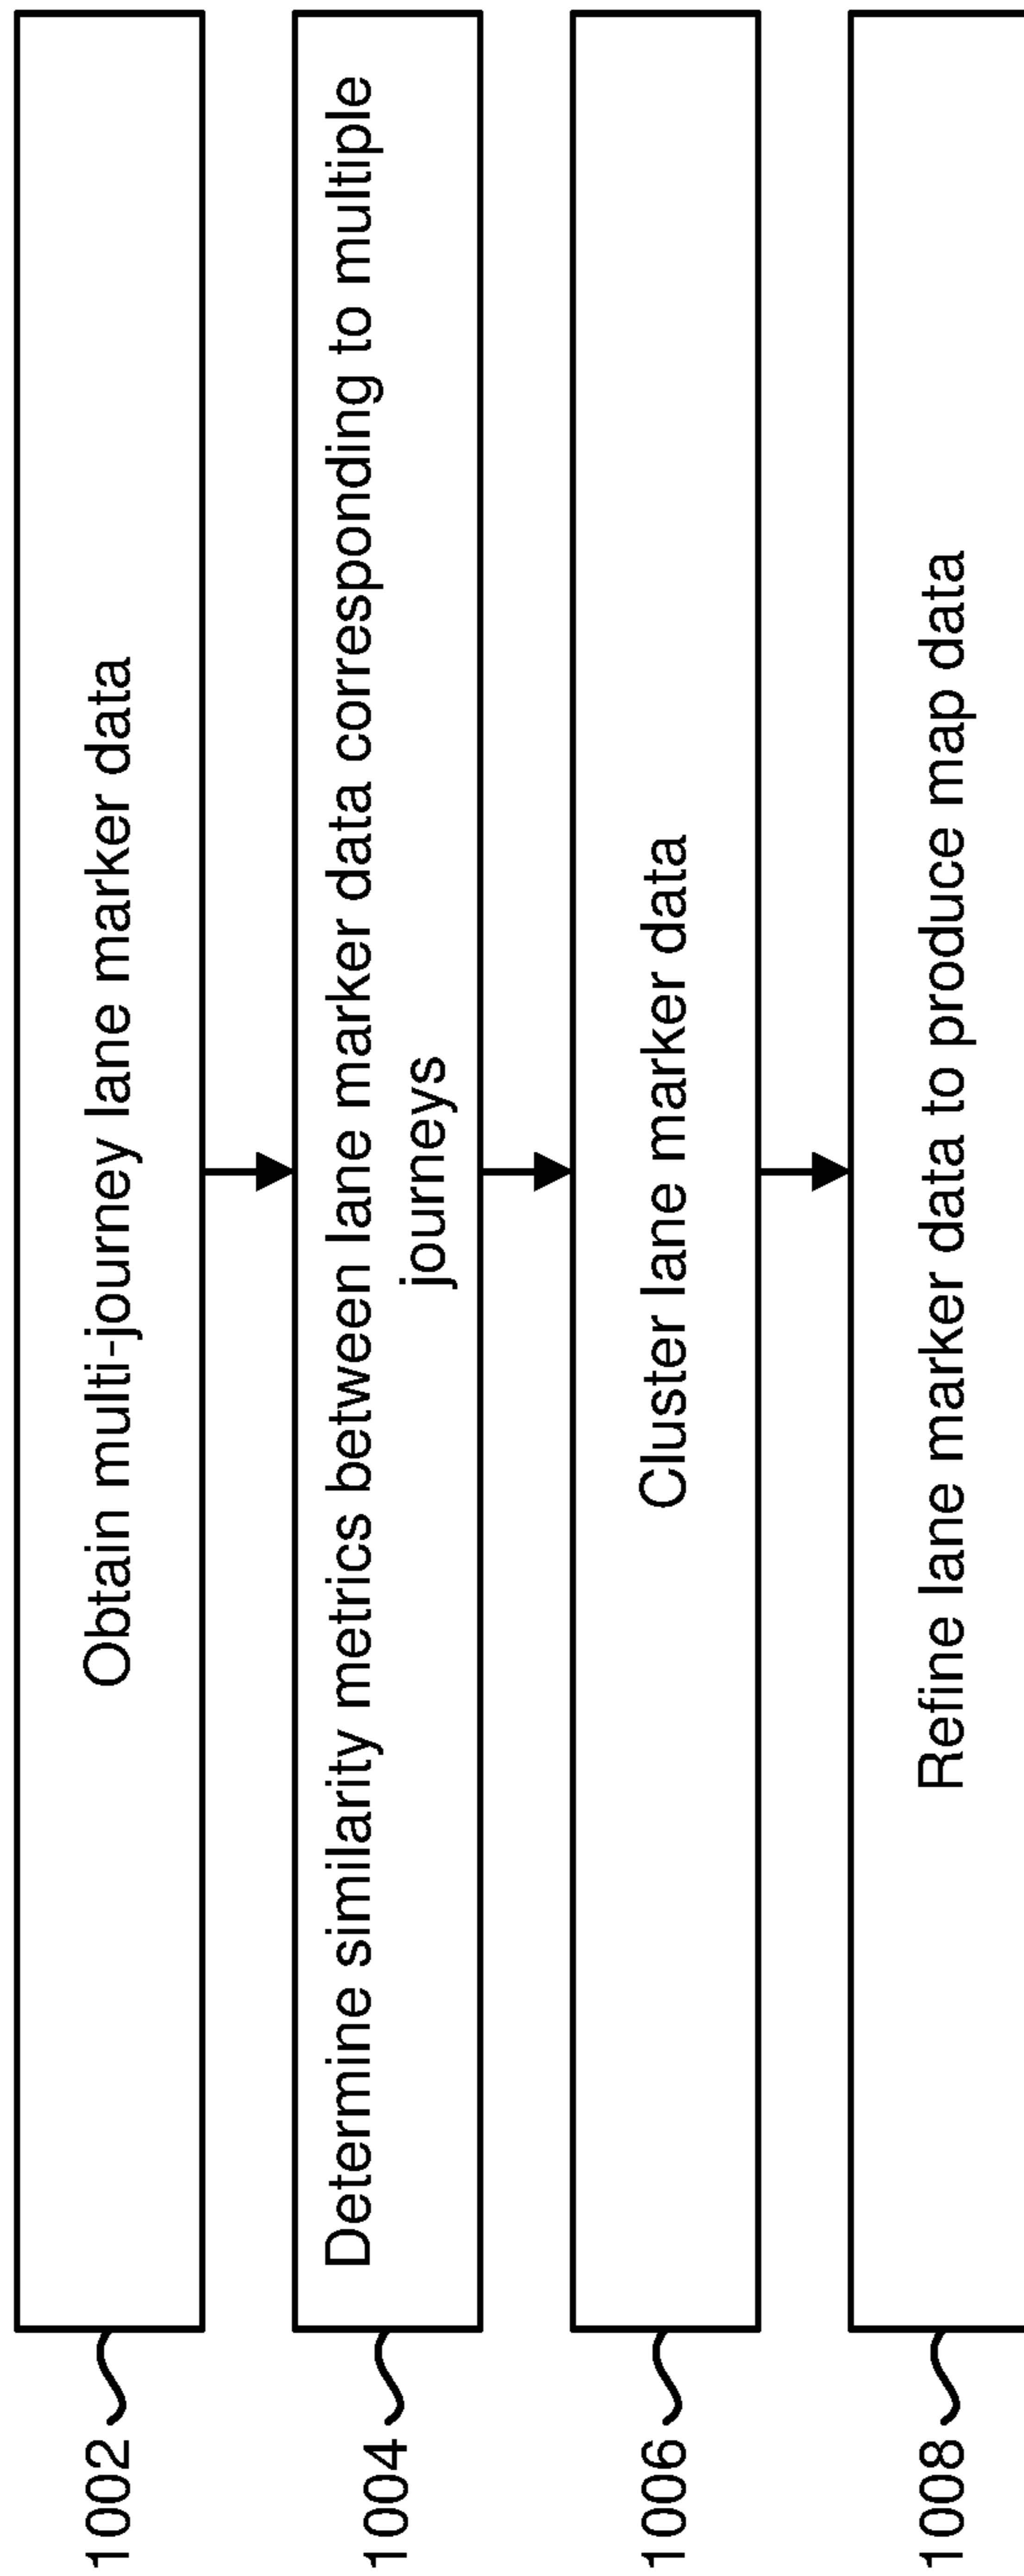 1002
Obtain multi-journey lane marker data
1004
Determine similarity metrics between lane marker data corresponding to multiple
journeys
1006
Cluster lane marker data
1008
Refine lane marker data to produce map data